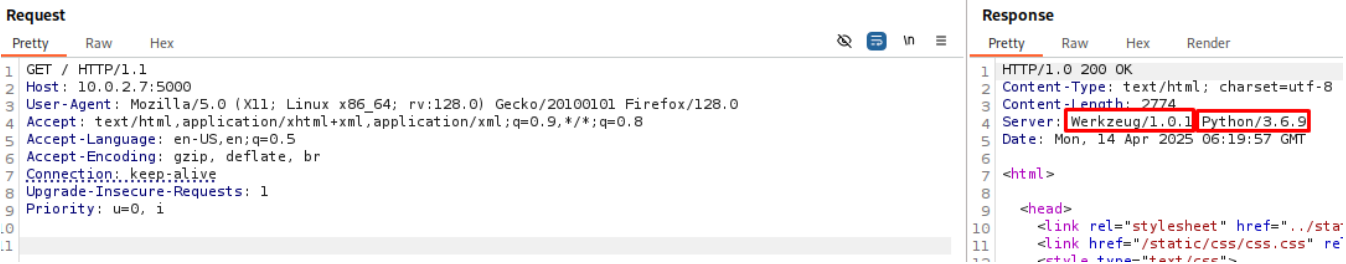 Request
Pretty Raw Hex \n
1 GET / HTTP/1.1
2 Host: 10.0.2.7:5000
3 User-Agent: Mozilla/5.0 (X11; Linux x86_64; rv:128.0) Gecko/20100101 Firefox/128.0
4 Accept: text/html,application/xhtml+xml,application/xml;q=0.9,*/*;q=0.8
5 Accept-Language: en-US,en;q=0.5
6 Accept-Encoding: gzip, deflate, br
7 Connection: keep-alive
8 Upgrade-Insecure-Requests: 1
9 Priority: u=0, i
.0
.1
Response
Pretty Raw Hex Render
1 HTTP/1.0 200 OK
2 Content-Type: text/html; charset=utf-8
3 Content-Length: 2774
4 Server: Werkzeug/1.0.1 Python/3.6.9
5 Date: Mon, 14 Apr 2025 06:19:57 GMT
6
7 <html>
8
9 <head>
10 <link rel="stylesheet" href="../sta
11 <link href="/static/css/css.css" re
12 <style type="text/css">